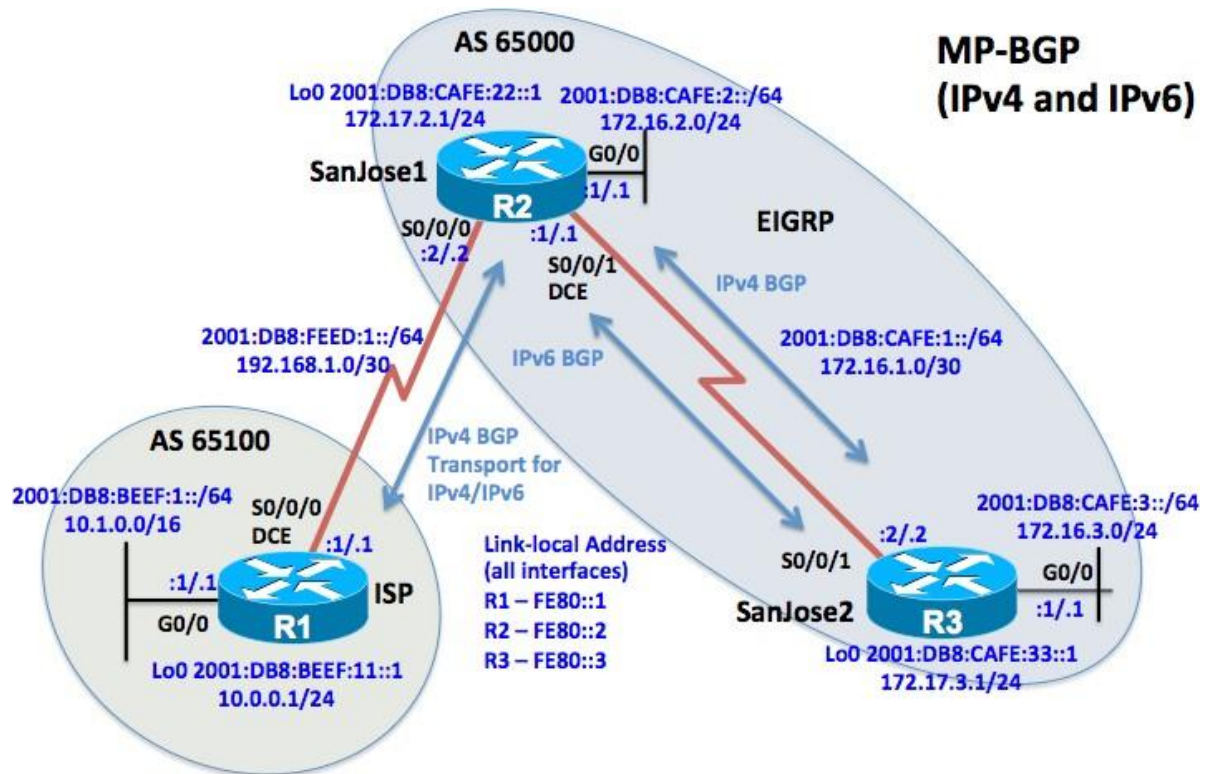 AS 65000
MP-BGP
(IPv4 and IPv6)
Lo0 2001:DB8:CAFE:22::1
172.17.2.1/24
2001:DB8:CAFE:2::/64
172.16.2.0/24
SanJose1
G0/0
:1/.1
R2
S0/0/0
:2/.2
:1/.1
S0/0/1
DCE
EIGRP
IPv4 BGP
2001:DB8:FEED:1::/64
192.168.1.0/30
IPv6 BGP
2001:DB8:CAFE:1::/64
172.16.1.0/30
AS 65100
IPv4 BGP
Transport for
IPv4/IPv6
2001:DB8:BEEF:1::/64
10.1.0.0/16
S0/0/0
DCE
:1/.1
:1/.1
G0/0
R1
ISP
Lo0 2001:DB8:BEEF:11::1
10.0.0.1/24
Link-local Address
(all interfaces)
R1 – FE80::1
R2 – FE80::2
R3 – FE80::3
2001:DB8:CAFE:3::/64
172.16.3.0/24
:2/.2
S0/0/1
SanJose2
R3
G0/0
:1/.1
Lo0 2001:DB8:CAFE:33::1
172.17.3.1/24